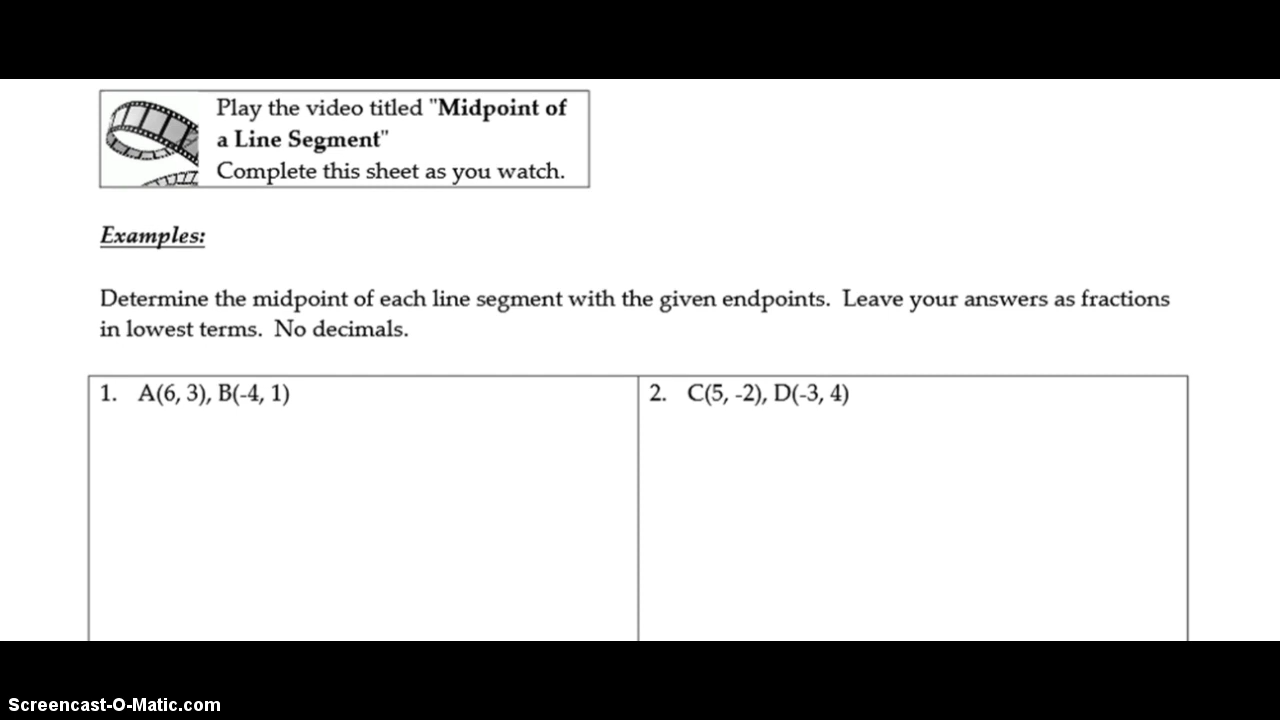 Play the video titled "Midpoint of
a Line Segment"
Complete this sheet as you watch.
Examples:
Determine the midpoint of each line segment with the given endpoints.  Leave your answers as fractions
in lowest terms.  No decimals.
1.   A(6, 3), B(-4, 1)
2.   C(5, -2), D(-3, 4)
Screencast-O-Matic.com